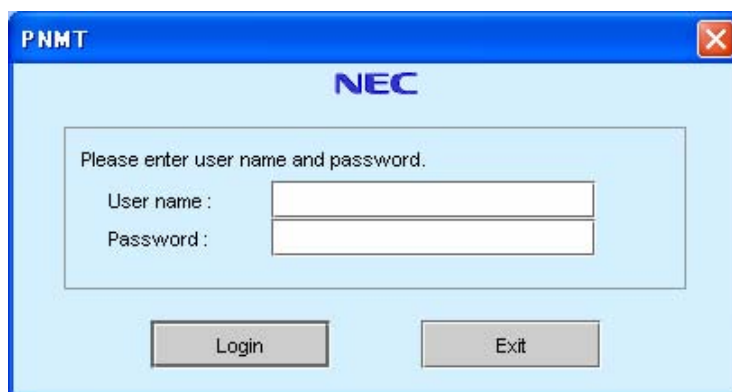 PNMT
NEC
Please enter user name and password.
User name :
Password :
Login Exit